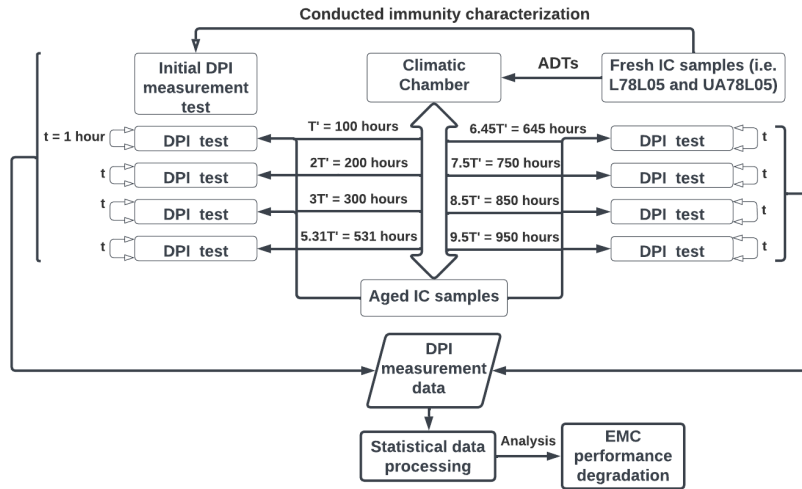 Conducted immunity characterization
Initial DPI
measurement
test
Climatic
Chamber
ADTs
Fresh IC samples (i.e.
L78L05 and UA78L05)
t = 1 hour
DPI test
T' = 100 hours
6.45T' = 645 hours
DPI test
t
t
DPI test
2T' = 200 hours
7.5T' = 750 hours
DPI test
t
t
DPI test
3T' = 300 hours
8.5T' = 850 hours
DPI test
t
t
DPI test
5.31T' = 531 hours
9.5T' = 950 hours
DPI test
t
Aged IC samples
DPI
measurement
data
Statistical data
processing
Analysis
EMC
performance
degradation